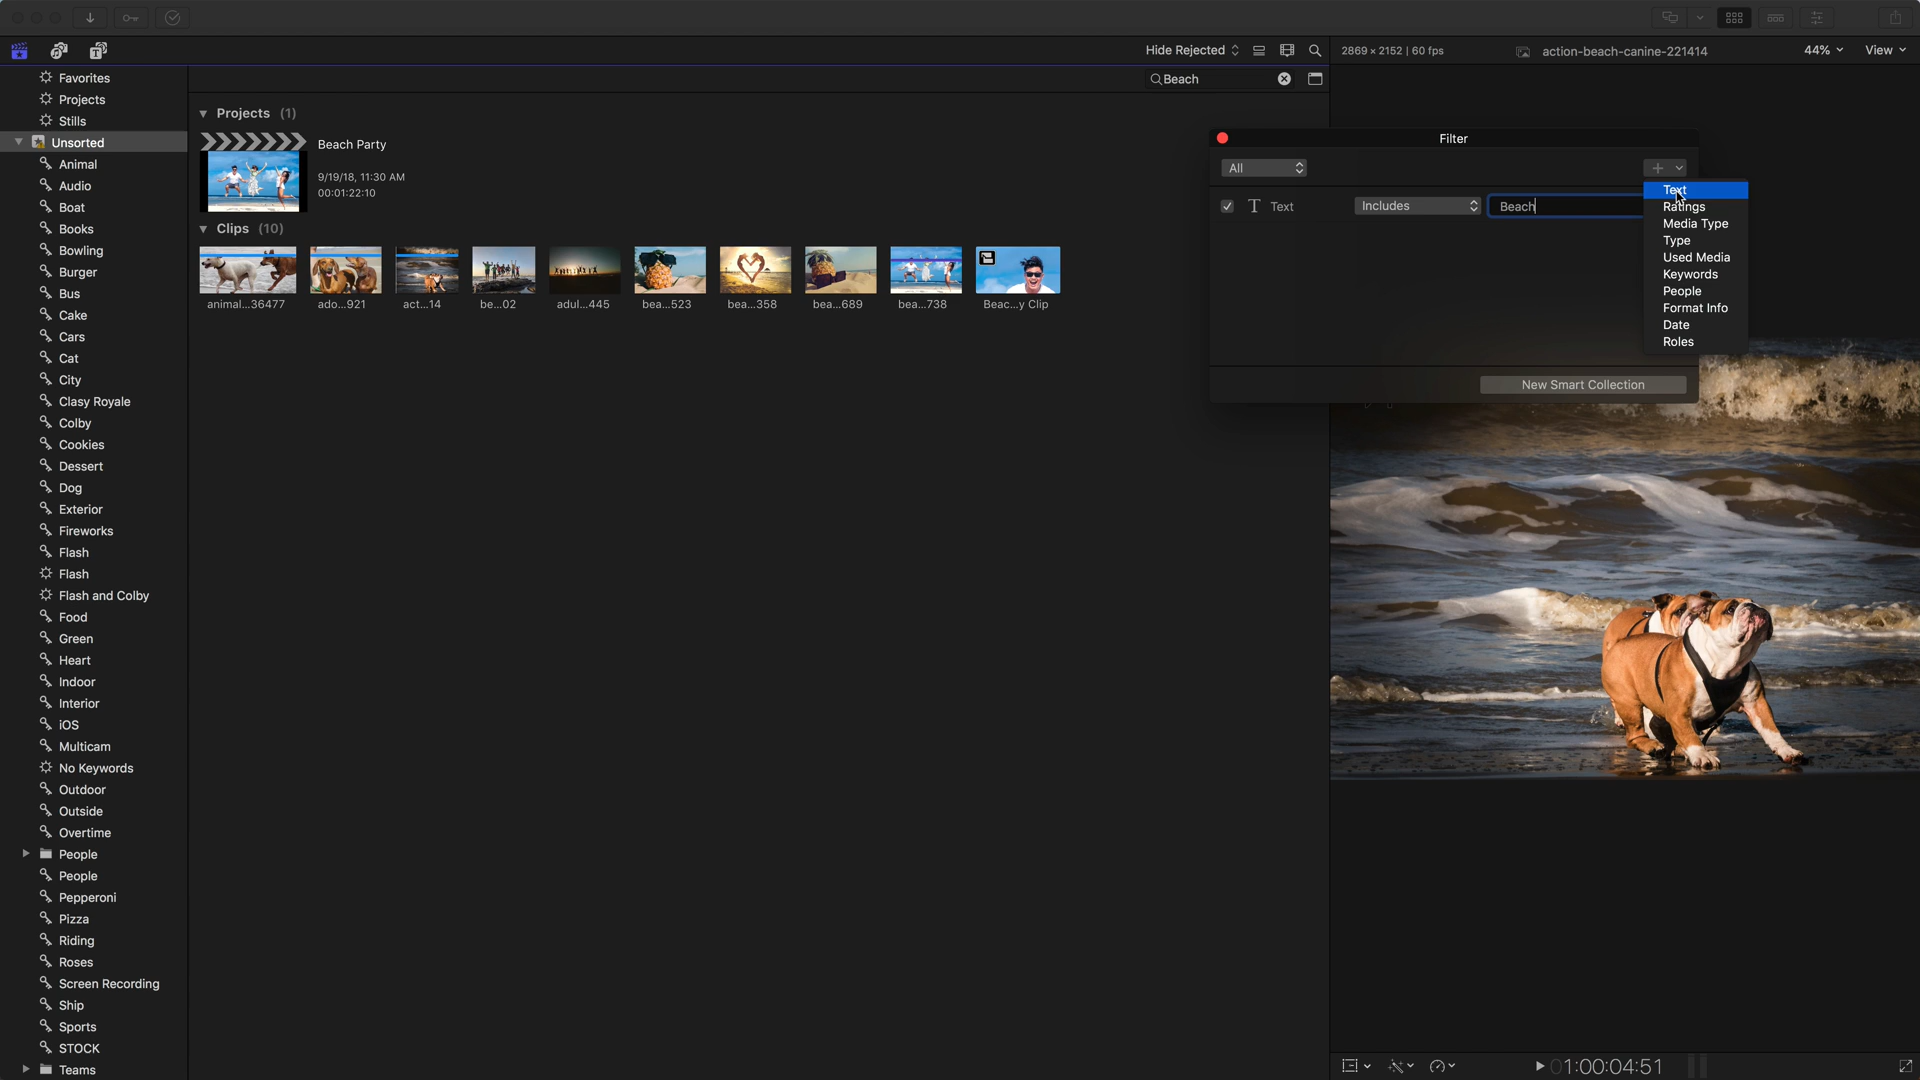 Hide Rejected
2869 × 2152 | 60 fps
action-beach-canine-221414
44%
View
Beach
Favorites
Projects
Stills
Unsorted
Animal
Audio
Boat
Books
Bowling
Burger
Bus
Cake
Cars
Cat
City
Clasy Royale
Colby
Cookies
Dessert
Dog
Exterior
Fireworks
Flash
Flash
Flash and Colby
Food
Green
Heart
Indoor
Interior
iOS
Multicam
No Keywords
Outdoor
Outside
Overtime
People
People
Pepperoni
Pizza
Riding
Roses
Screen Recording
Ship
Sports
STOCK
Teams
Projects (1)
Beach Party
9/19/18, 11:30 AM
00:01:22:10
Clips (10)
animal...36477
ado...921
act...14
be...02
adul...445
bea...523
bea...358
bea...689
bea...738
Beac...y Clip
Filter
All
T Text
Includes
Beach
Text
Ratings
Media Type
Type
Used Media
Keywords
People
Format Info
Date
Roles
New Smart Collection
01:00:04:51